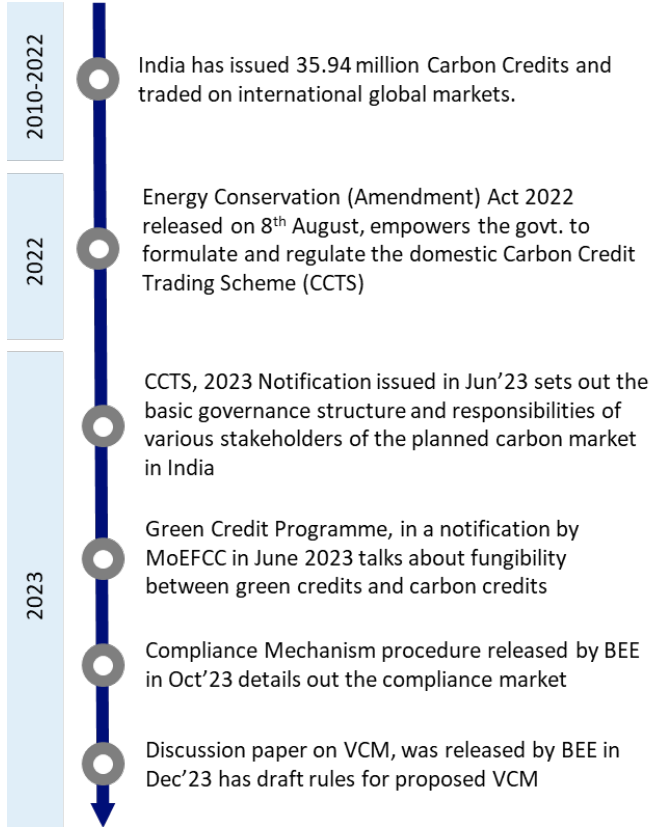 2010-2022
India has issued 35.94 million Carbon Credits and
traded on international global markets.
2022
Energy Conservation (Amendment) Act 2022
released on 8th August, empowers the govt. to
formulate and regulate the domestic Carbon Credit
Trading Scheme (CCTS)
2023
CCTS, 2023 Notification issued in Jun’23 sets out the
basic governance structure and responsibilities of
various stakeholders of the planned carbon market
in India
Green Credit Programme, in a notification by
MoEFCC in June 2023 talks about fungibility
between green credits and carbon credits
Compliance Mechanism procedure released by BEE
in Oct’23 details out the compliance market
Discussion paper on VCM, was released by BEE in
Dec’23 has draft rules for proposed VCM